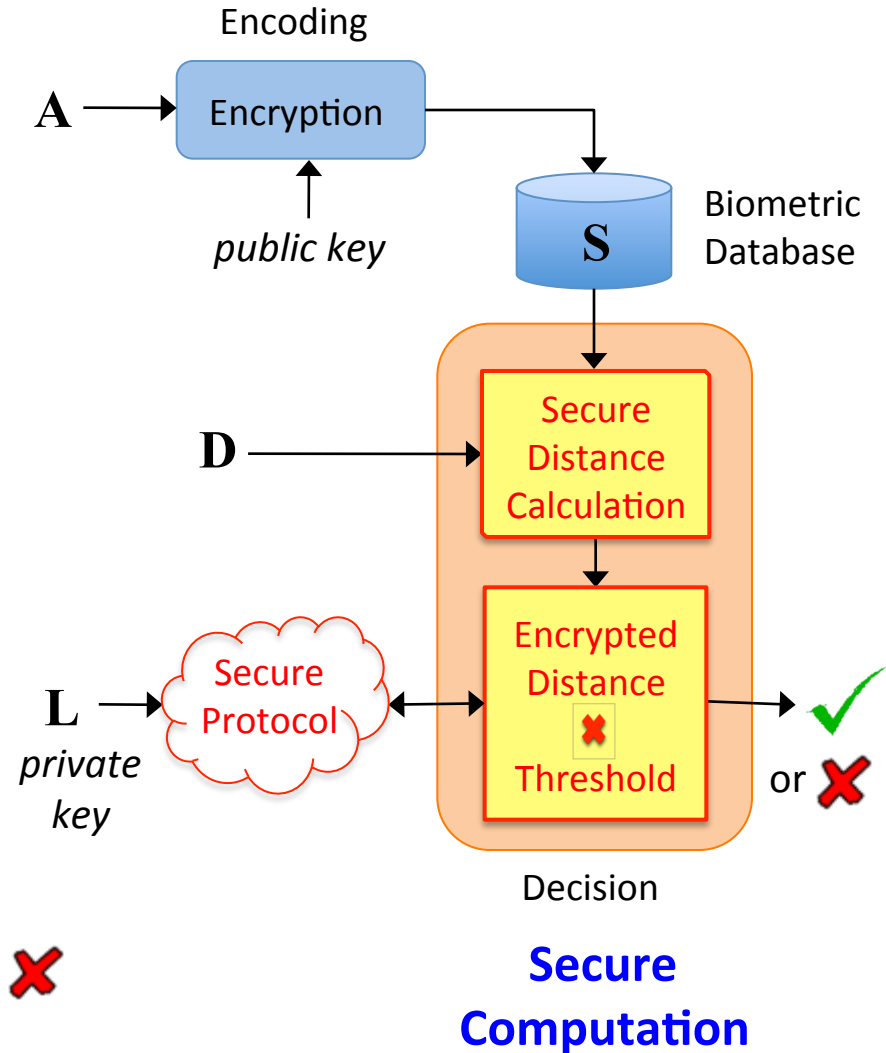 Encoding
A
Encryption
public key
S
Biometric
Database
Secure
Distance
Calculation
D
Encrypted
Distance
Threshold
Secure
Protocol
L
private
key
or
Decision
Secure
Computation